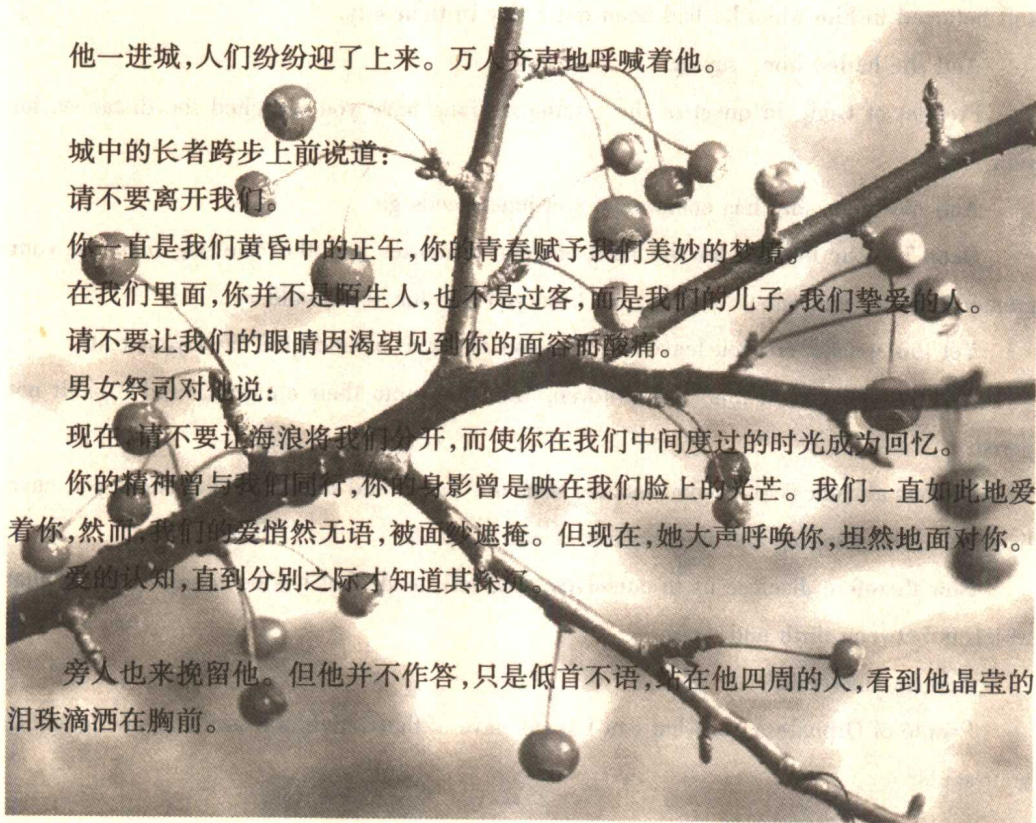 他一进城,人们纷纷迎了上来。万人齐声地呼喊着他。
城中的长者跨步上前说道:
请不要离开我们。
你一直是我们黄昏中的正午,你的青春赋予我们美妙的梦境。
在我们里面,你并不是陌生人,也不是过客,而是我们的儿子,我们挚爱的人。
请不要让我们的眼睛因渴望见到你的面容而酸痛。
男女祭司对他说:
现在,请不要让海浪将我们分开,而使你在我们中间度过的时光成为回忆。
你的精神曾与我们同行,你的身影曾是映在我们脸上的光芒。我们一直如此地爱
着你,然而,我们的爱悄然无语,被面纱遮掩。但现在,她大声呼唤你,坦然地面对你。
爱的认知,直到分别之际才知道其深沉。
旁人也来挽留他。但他并不作答,只是低首不语,站在他四周的人,看到他晶莹的
泪珠滴洒在胸前。